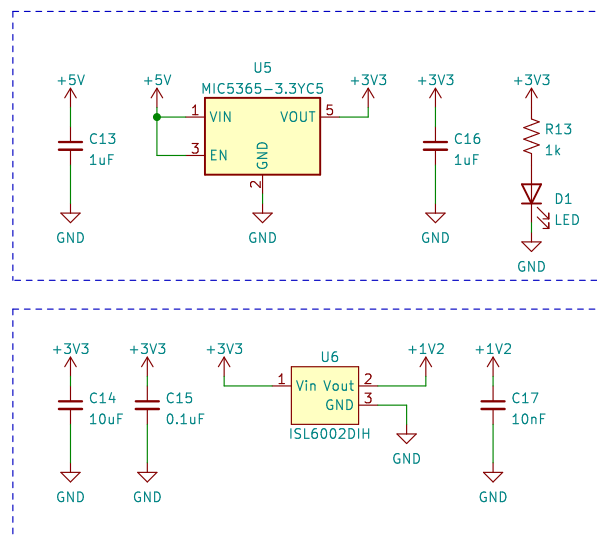 U5
+5V
+5V
MIC5365-3.3YC5
+3V3
+3V3
+3V3
1
VIN
VOUT
5
R13
1k
C13
1uF
3
EN
GND
2
C16
1uF
D1
LED
GND
GND
GND
GND
+3V3
+3V3
+3V3
U6
+1V2
+1V2
1
Vin
Vout
2
C14
10uF
C15
0.1uF
GND
3
C17
10nF
ISL6002DIH
GND
GND
GND
GND